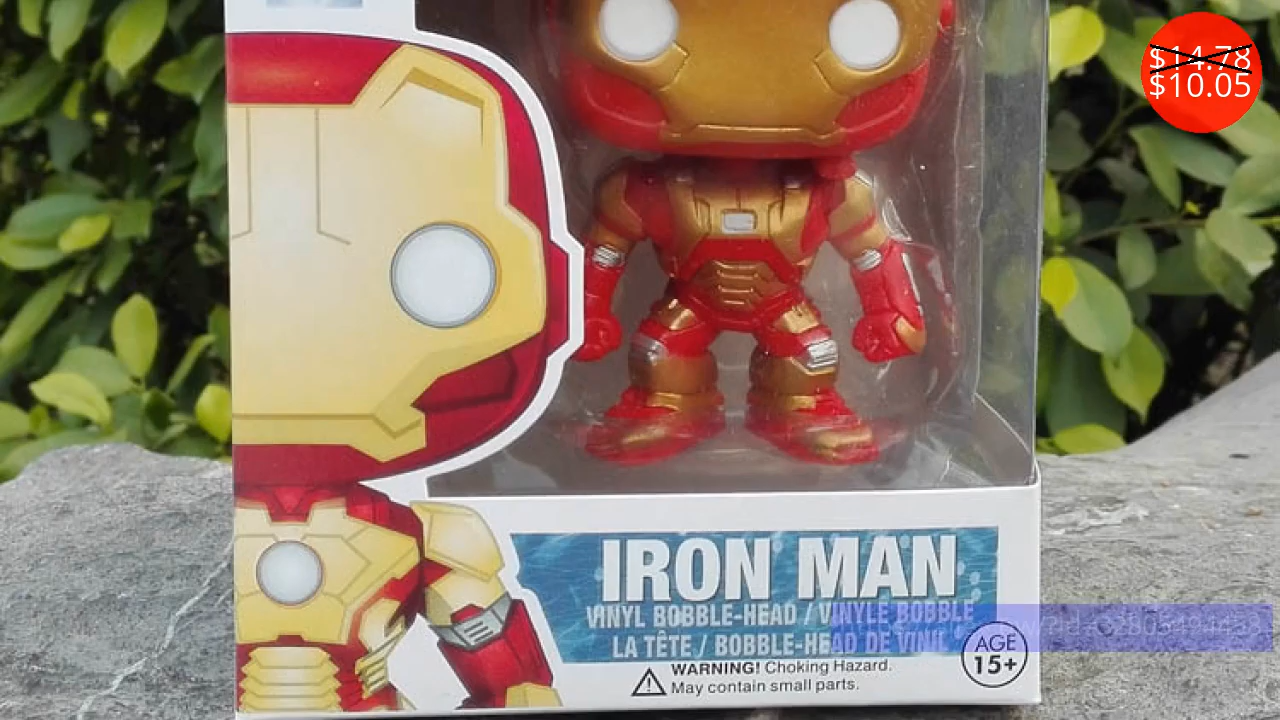 $14.78
$10.05
IRON MAN
VINYL BOBBLE-HEAD / VINYLE BOBBLE
LA TÊTE / BOBBLE-HEAD DE VINIL
WARNING! Choking Hazard.
May contain small parts.
AGE
15+